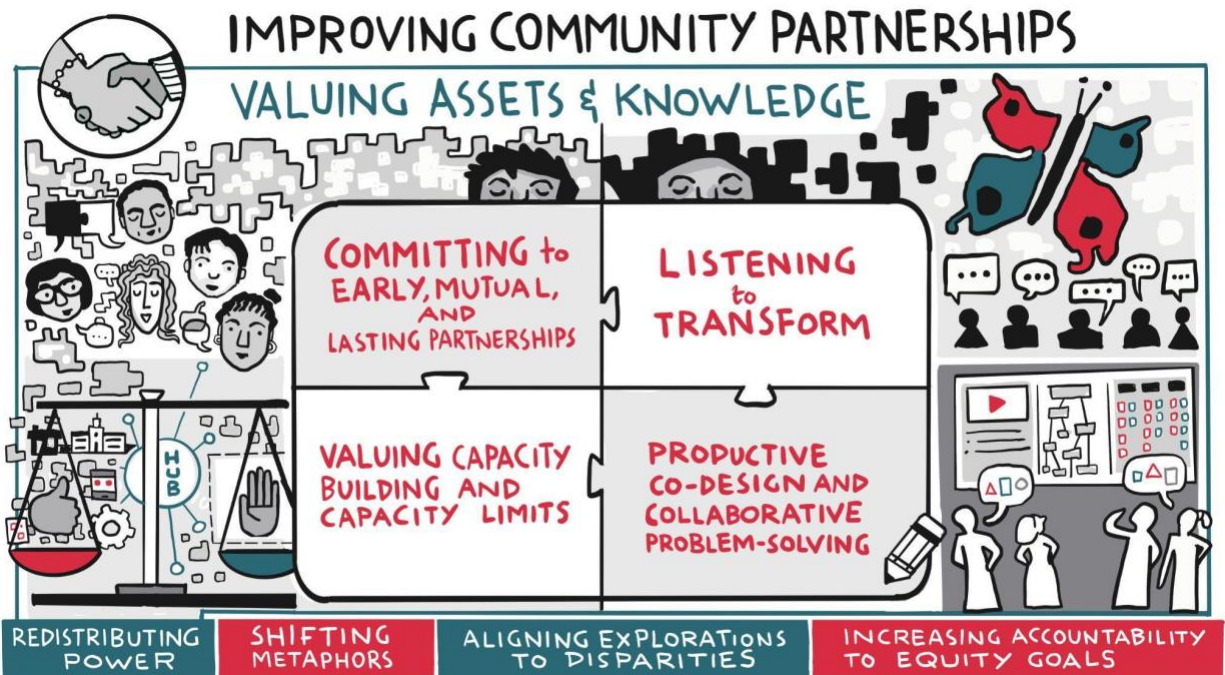 IMPROVING COMMUNITY PARTNERSHIPS
VALUING ASSETS & KNOWLEDGE
COMMITTING to
EARLY, MUTUAL,
AND
LASTING PARTNERSHIPS
LISTENING
to
TRANSFORM
VALUING CAPACITY
BUILDING AND
CAPACITY LIMITS
PRODUCTIVE
CO-DESIGN AND
COLLABORATIVE
PROBLEM-SOLVING
HUB
REDISTRIBUTING
POWER
SHIFTING
METAPHORS
ALIGNING EXPLORATIONS
TO DISPARITIES
INCREASING ACCOUNTABILITY
TO EQUITY GOALS